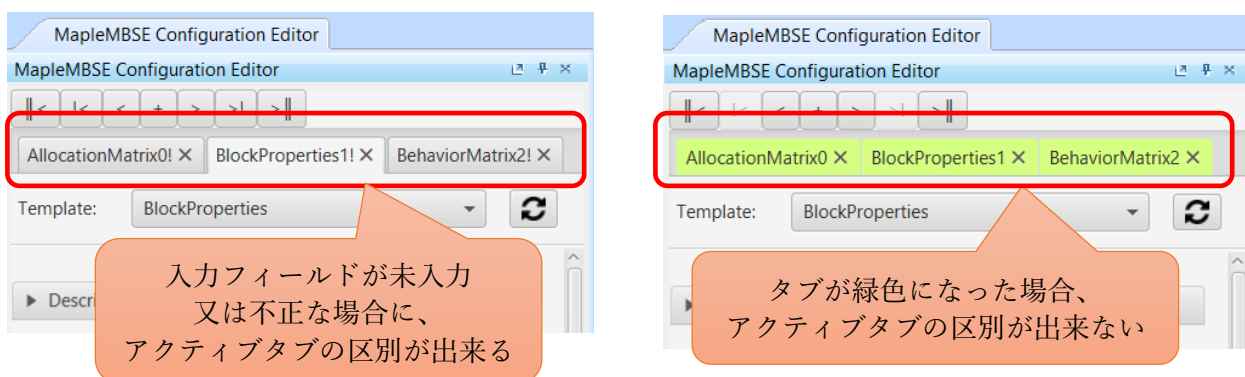 MapleMBSE Configuration Editor
MapleMBSE Configuration Editor
||< |< < + > >| >||
AllocationMatrix0! × BlockProperties1! × BehaviorMatrix2! ×
Template: BlockProperties
▶ Descri
入力フィールドが未入力
又は不正な場合に、
アクティブタブの区別が出来る
MapleMBSE Configuration Editor
MapleMBSE Configuration Editor
||< |< < + > >| >||
AllocationMatrix0 × BlockProperties1 × BehaviorMatrix2 ×
Template: BlockProperties
タブが緑色になった場合、
アクティブタブの区別が出来ない